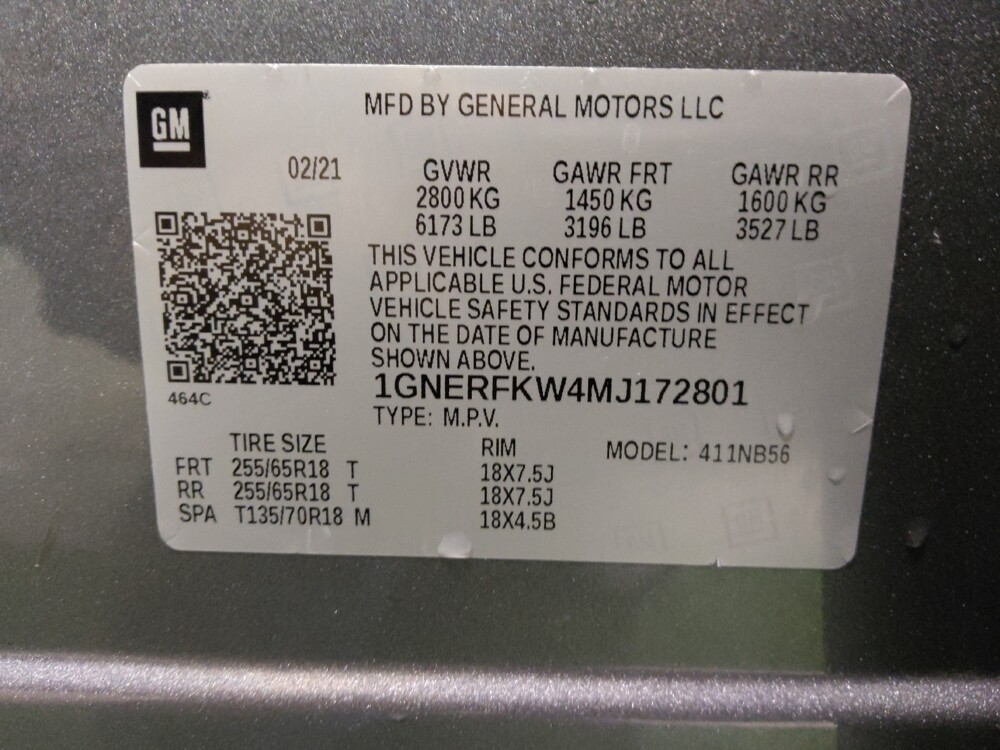 GM
MFD BY GENERAL MOTORS LLC
02/21 GVWR GAWR FRT GAWR RR
2800 KG 1450 KG 1600 KG
6173 LB 3196 LB 3527 LB
THIS VEHICLE CONFORMS TO ALL
APPLICABLE U.S. FEDERAL MOTOR
VEHICLE SAFETY STANDARDS IN EFFECT
ON THE DATE OF MANUFACTURE
SHOWN ABOVE.
464C
1GNERFKW4MJ172801
TYPE: M.P.V.
TIRE SIZE RIM MODEL: 411NB56
FRT 255/65R18 T 18X7.5J
RR 255/65R18 T 18X7.5J
SPA T135/70R18 M 18X4.5B